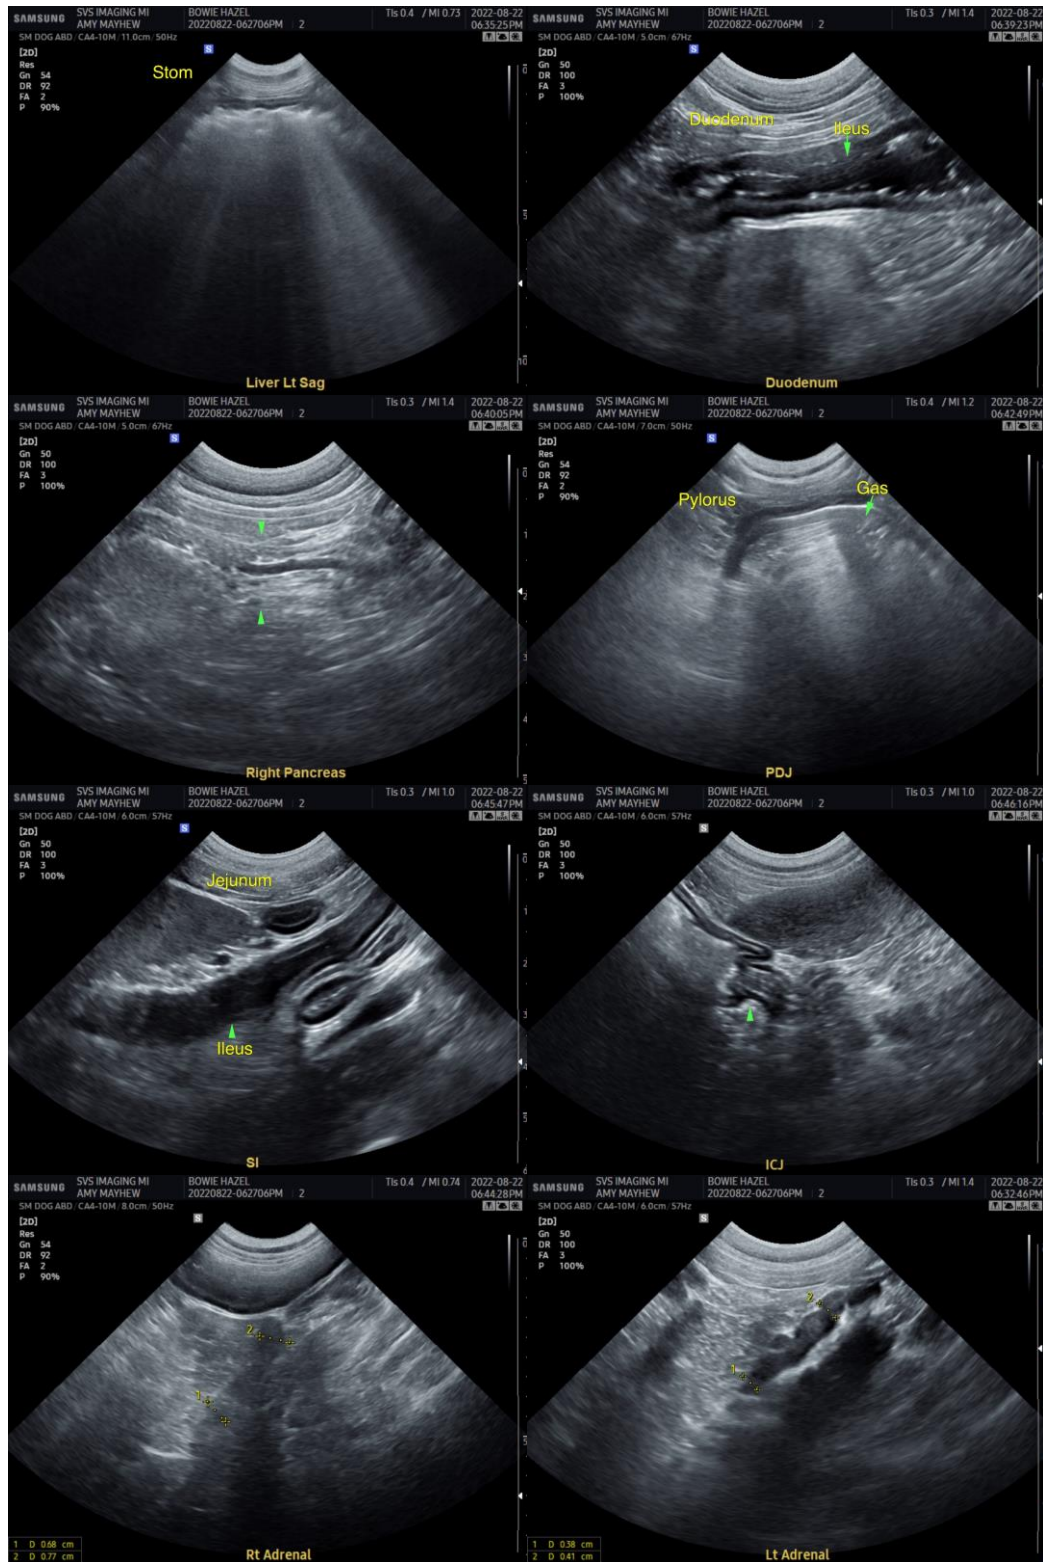 SAMSUNG SVS IMAGING MI BOWIE HAZEL TIs 0.4 / MI 0.73 2022-08-22
AMY MAYHEW 20220822-062706PM 2 06:35:25PM
SM DOG ABD / CA4-10M / 11.0cm / 50Hz
[2D]
Res
Gn 54
DR 92
FA 2
P 90%
S
Stom
Liver Lt Sag
SAMSUNG SVS IMAGING MI BOWIE HAZEL TIs 0.3 / MI 1.4 2022-08-22
AMY MAYHEW 20220822-062706PM 2 06:39:23PM
SM DOG ABD / CA4-10M / 5.0cm / 67Hz
[2D]
Gn 50
DR 100
FA 3
P 100%
S
Duodenum
Ileus
Duodenum
SAMSUNG SVS IMAGING MI BOWIE HAZEL TIs 0.3 / MI 1.4 2022-08-22
AMY MAYHEW 20220822-062706PM 2 06:40:05PM
SM DOG ABD / CA4-10M / 5.0cm / 67Hz
[2D]
Gn 50
DR 100
FA 3
P 100%
S
1
2
3
4
Right Pancreas
SAMSUNG SVS IMAGING MI BOWIE HAZEL TIs 0.4 / MI 1.2 2022-08-22
AMY MAYHEW 20220822-062706PM 2 06:42:49PM
SM DOG ABD / CA4-10M / 7.0cm / 50Hz
[2D]
Res
Gn 54
DR 92
FA 2
P 90%
S
Pylorus
Gas
PDJ
SAMSUNG SVS IMAGING MI BOWIE HAZEL TIs 0.3 / MI 1.0 2022-08-22
AMY MAYHEW 20220822-062706PM 2 06:45:47PM
SM DOG ABD / CA4-10M / 6.0cm / 57Hz
[2D]
Gn 50
DR 100
FA 3
P 100%
S
Jejunum
1
2
3
4
Ileus
SI
SAMSUNG SVS IMAGING MI BOWIE HAZEL TIs 0.3 / MI 1.0 2022-08-22
AMY MAYHEW 20220822-062706PM 2 06:46:16PM
SM DOG ABD / CA4-10M / 6.0cm / 57Hz
[2D]
Gn 50
DR 100
FA 3
P 100%
S
ICJ
SAMSUNG SVS IMAGING MI BOWIE HAZEL TIs 0.4 / MI 0.74 2022-08-22
AMY MAYHEW 20220822-062706PM 2 06:44:28PM
SM DOG ABD / CA4-10M / 8.0cm / 50Hz
[2D]
Res
Gn 54
DR 92
FA 2
P 90%
S
2
1
1 D 0.68 cm
2 D 0.77 cm
Rt Adrenal
SAMSUNG SVS IMAGING MI BOWIE HAZEL TIs 0.3 / MI 1.4 2022-08-22
AMY MAYHEW 20220822-062706PM 2 06:32:46PM
SM DOG ABD / CA4-10M / 6.0cm / 57Hz
[2D]
Gn 50
DR 100
FA 3
P 100%
S
2
1
1 D 0.38 cm
2 D 0.41 cm
Lt Adrenal